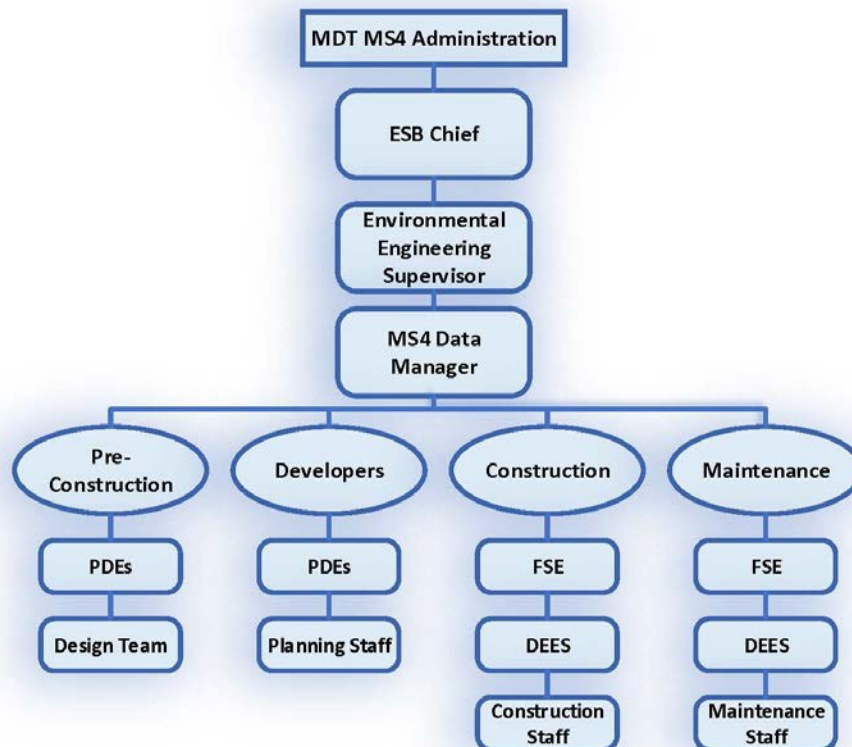 MDT MS4 Administration
ESB Chief
Environmental
Engineering
Supervisor
MS4 Data
Manager
Pre-
Construction
Developers
Construction
Maintenance
PDEs
PDEs
FSE
FSE
Design Team
Planning Staff
DEES
DEES
Construction
Staff
Maintenance
Staff